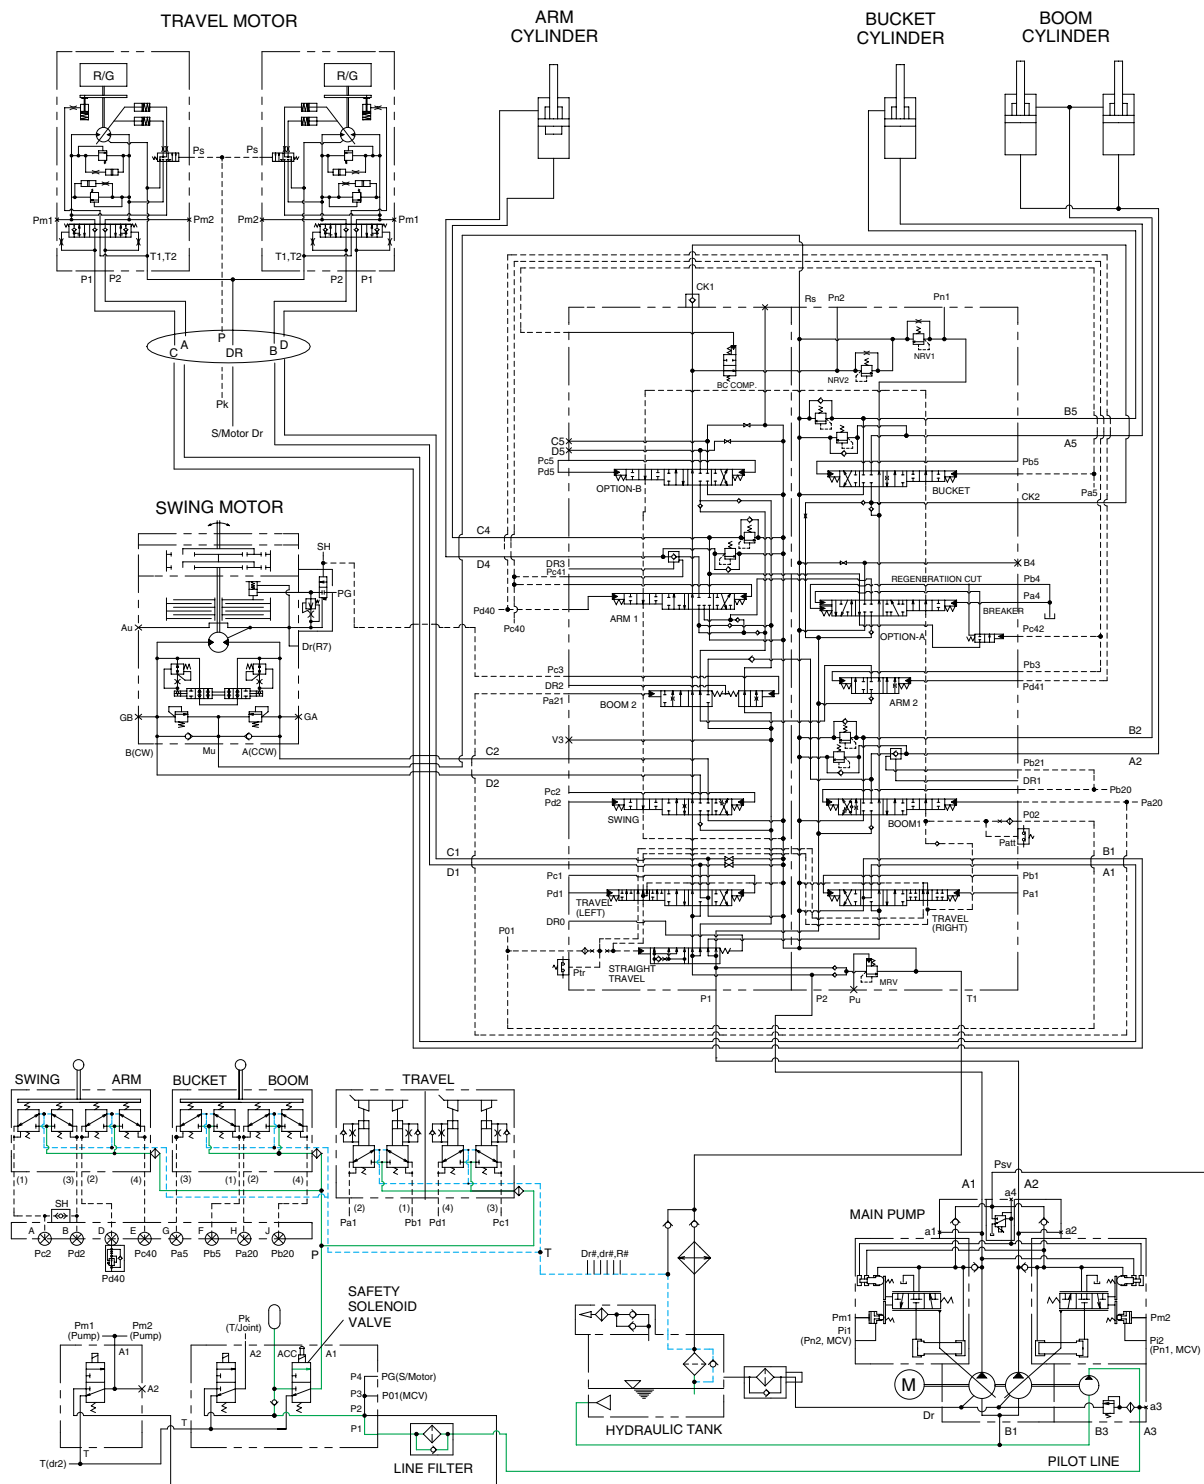 TRAVEL MOTOR
ARM CYLINDER
BUCKET CYLINDER
BOOM CYLINDER
R/G
R/G
Ps
Ps
Pm1
Pm2
Pm2
Pm1
T1,T2
T1,T2
P1
P2
P2
P1
C
A
P
DR
B
D
Pk
S/Motor Dr
CK1
Rs
Pn2
Pn1
BC COMP.
NRV2
NRV1
B5
A5
C5
D5
Pc5
Pd5
OPTION-B
BUCKET
Pb5
Pa5
CK2
SWING MOTOR
SH
PG
Au
Dr(R7)
GB
GA
B(CW)
Mu
A(CCW)
C4
D4
DR3
Pc41
Pd40
Pc40
ARM 1
B4
REGENERATIION CUT
Pb4
Pa4
BREAKER
OPTION-A
Pc42
Pc3
DR2
Pa21
BOOM 2
Pb3
Pd41
ARM 2
V3
C2
D2
B2
A2
Pb21
DR1
Pb20
Pa20
Pc2
Pd2
SWING
BOOM1
P02
Patt
C1
D1
B1
A1
Pc1
Pd1
TRAVEL
(LEFT)
Pb1
Pa1
TRAVEL
(RIGHT)
DR0
P01
Ptr
STRAIGHT
TRAVEL
MRV
P1
P2
Pu
T1
SWING
ARM
BUCKET
BOOM
TRAVEL
(1)
(3)
(2)
(4)
(3)
(1)
(2)
(4)
(2)
(1)
(4)
(3)
Pa1
Pb1
Pd1
Pc1
SH
A
B
D
E
G
F
H
J
Pc2
Pd2
Pc40
Pa5
Pb5
Pa20
Pb20
Pd40
P
T
Dr#,dr#,R#
SAFETY
SOLENOID
VALVE
Pm1
(Pump)
Pm2
(Pump)
A1
A2
T
T(dr2)
Pk
(T/Joint)
A2
ACC
A1
P4
P3
P2
P1
PG(S/Motor)
P01(MCV)
T
LINE FILTER
HYDRAULIC TANK
Psv
A1
A2
a4
MAIN PUMP
a1
a2
Pm1
Pi1
(Pn2, MCV)
Pm2
Pi2
(Pn1, MCV)
M
Dr
a3
B1
B3
A3
PILOT LINE